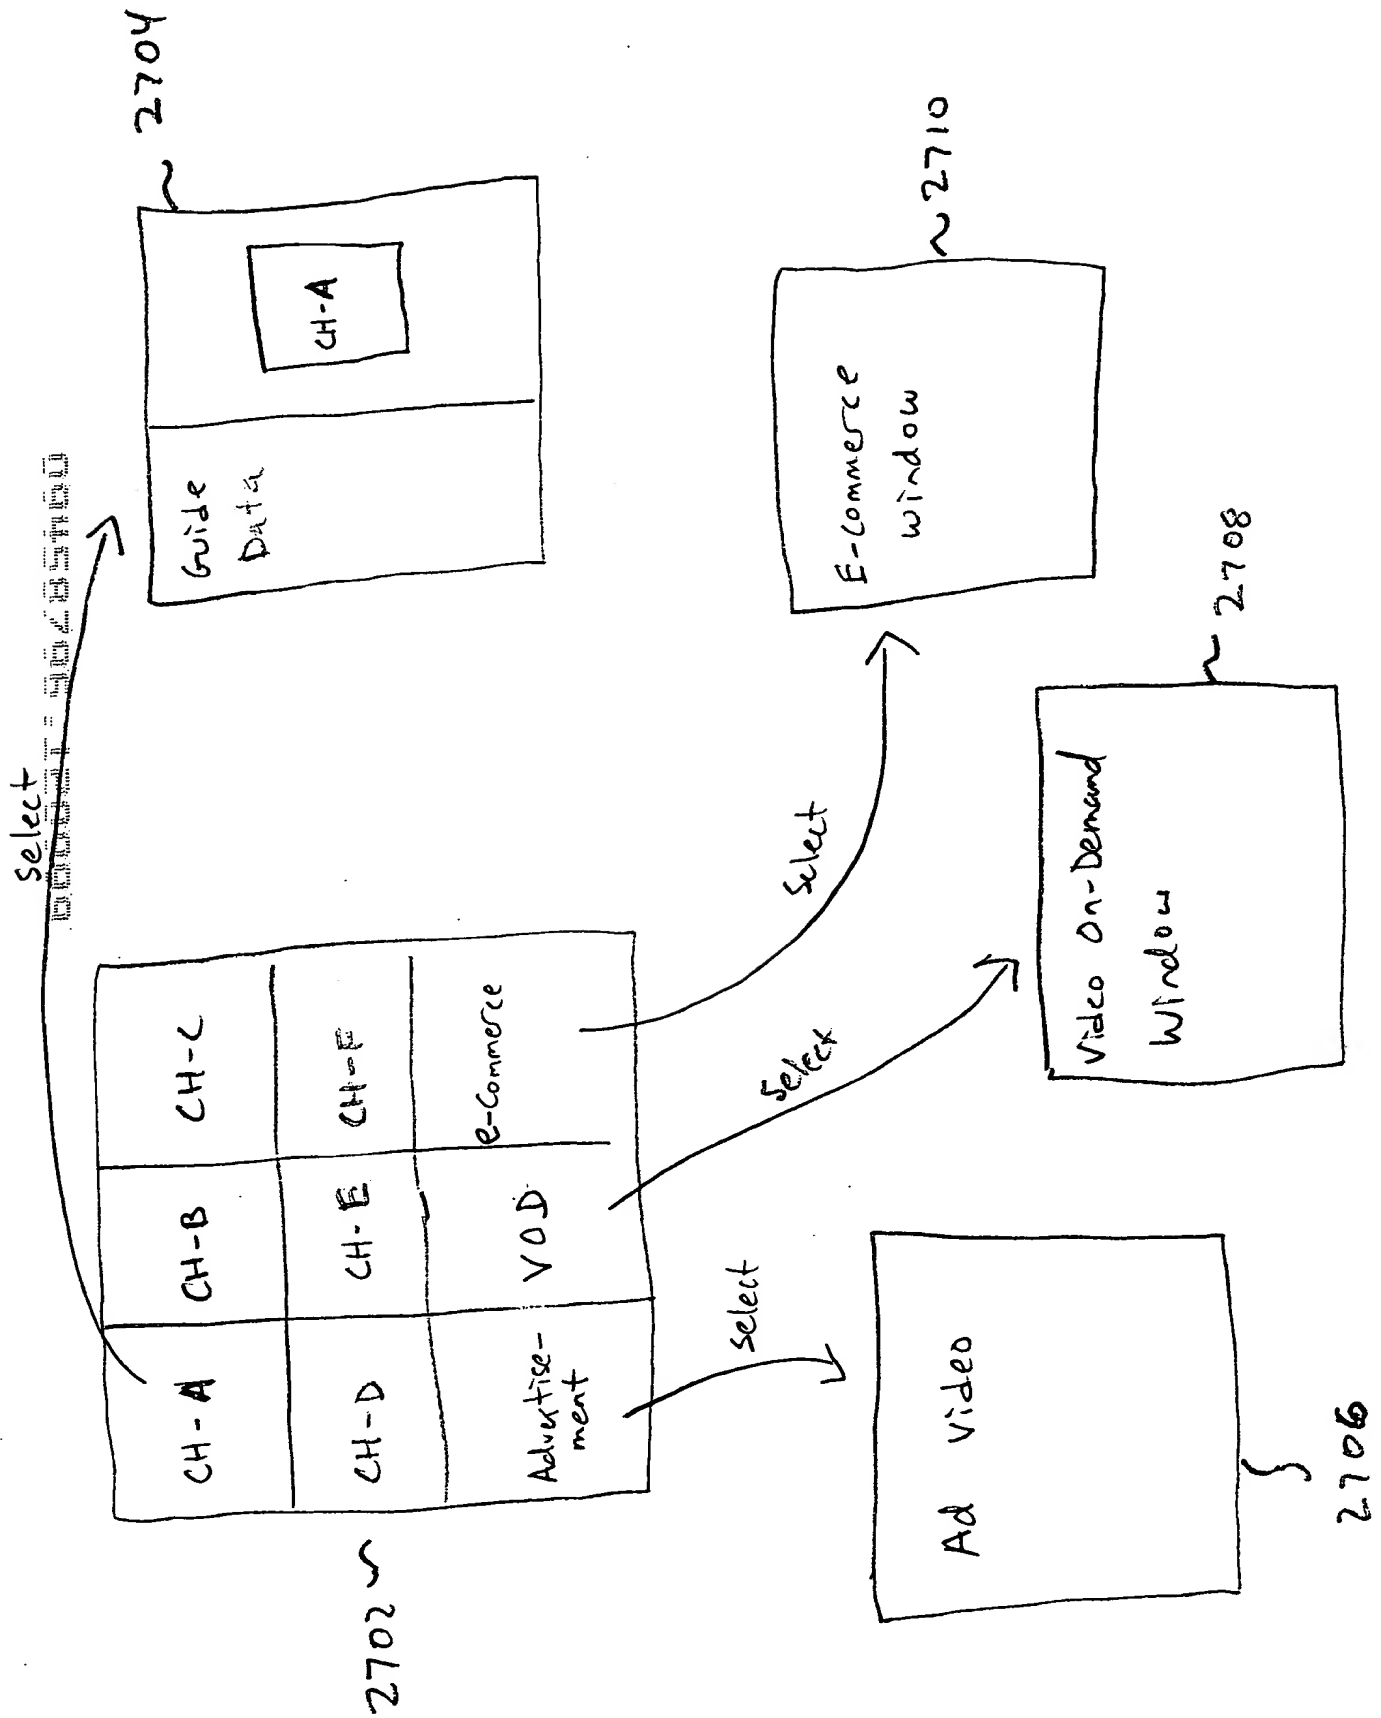 Select
2704
CH-A
CH-B
CH-C
Guide
Data
CH-A
2702
CH-D
CH-E
CH-F
Advertise-
ment
VOD
e-Commerce
Select
Select
Select
E-Commerce
Window
2710
Ad Video
2706
Video On-Demand
Window
2708